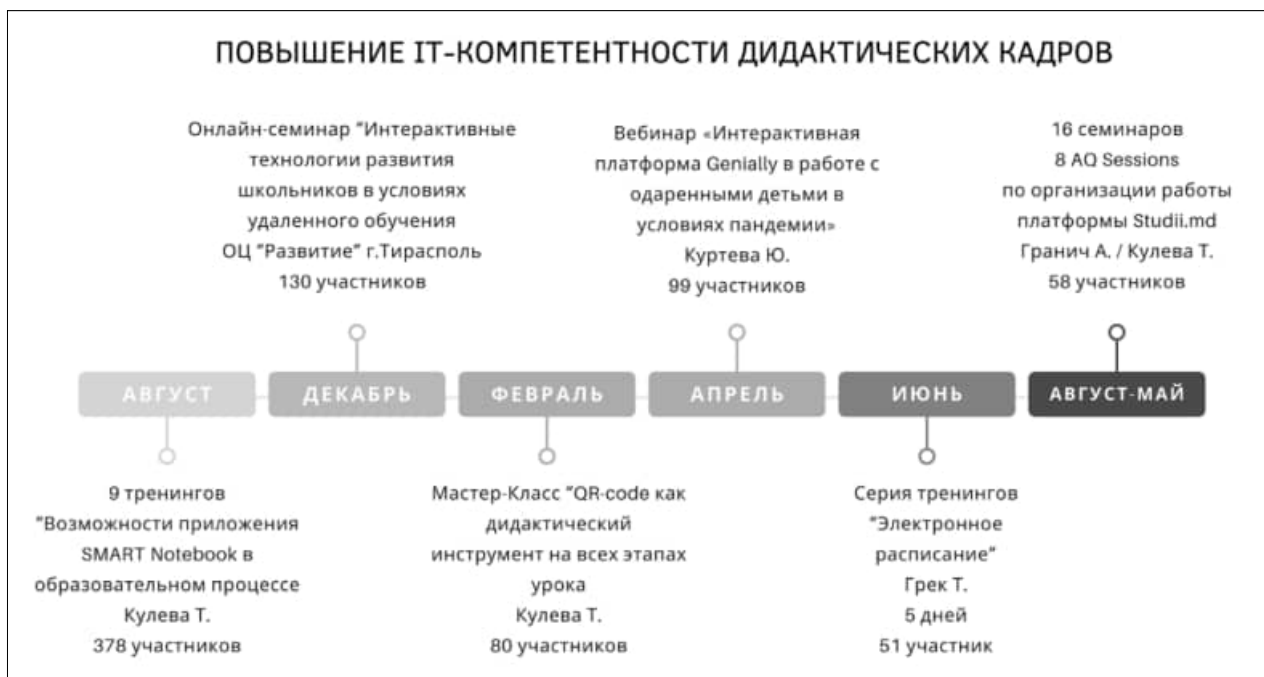 ПОВЫШЕНИЕ IT-КОМПЕТЕНТНОСТИ ДИДАКТИЧЕСКИХ КАДРОВ
Онлайн-семинар "Интерактивные
технологии развития
школьников в условиях
удаленного обучения
ОЦ "Развитие" г.Тирасполь
130 участников
Вебинар «Интерактивная
платформа Genially в работе с
одаренными детьми в
условиях пандемии»
Куртева Ю.
99 участников
16 семинаров
8 AQ Sessions
по организации работы
платформы Studii.md
Гранич А. / Кулева Т.
58 участников
АВГУСТ
ДЕКАБРЬ
ФЕВРАЛЬ
АПРЕЛЬ
ИЮНЬ
АВГУСТ-МАЙ
9 тренингов
"Возможности приложения
SMART Notebook в
образовательном процессе
Кулева Т.
378 участников
Мастер-Класс "QR-code как
дидактический
инструмент на всех этапах
урока
Кулева Т.
80 участников
Серия тренингов
"Электронное
расписание"
Грек Т.
5 дней
51 участник